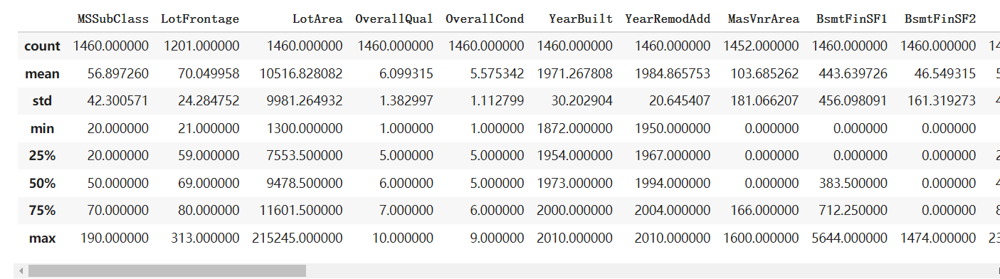 MSSubClass LotFrontage LotArea OverallQual OverallCond YearBuilt YearRemodAdd MasVnrArea BsmtFinSF1 BsmtFinSF2
count 1460.000000 1201.000000 1460.000000 1460.000000 1460.000000 1460.000000 1460.000000 1452.000000 1460.000000 1460.000000 14
mean 56.897260 70.049958 10516.828082 6.099315 5.575342 1971.267808 1984.865753 103.685262 443.639726 46.549315 5
std 42.300571 24.284752 9981.264932 1.382997 1.112799 30.202904 20.645407 181.066207 456.098091 161.319273 4
min 20.000000 21.000000 1300.000000 1.000000 1.000000 1872.000000 1950.000000 0.000000 0.000000 0.000000
25% 20.000000 59.000000 7553.500000 5.000000 5.000000 1954.000000 1967.000000 0.000000 0.000000 0.000000 2
50% 50.000000 69.000000 9478.500000 6.000000 5.000000 1973.000000 1994.000000 0.000000 383.500000 0.000000 4
75% 70.000000 80.000000 11601.500000 7.000000 6.000000 2000.000000 2004.000000 166.000000 712.250000 0.000000 8
max 190.000000 313.000000 215245.000000 10.000000 9.000000 2010.000000 2010.000000 1600.000000 5644.000000 1474.000000 23